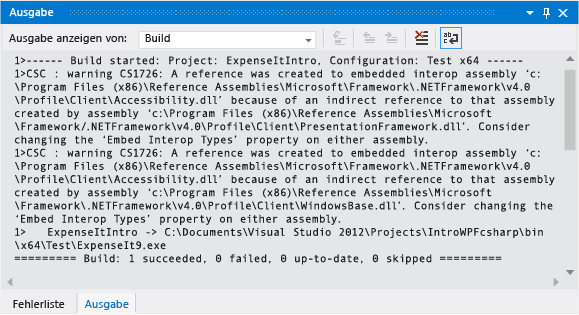 Ausgabe
Ausgabe anzeigen von: Build
1>------ Build started: Project: ExpenseItIntro, Configuration: Test x64 ------
1>CSC : warning CS1726: A reference was created to embedded interop assembly ‘c:
\Program Files (x86)\Reference Assemblies\Microsoft\Framework\.NETFramework\v4.0
\Profile\Client\Accessibility.dll’ because of an indirect reference to that assembly
created by assembly ‘c:\Program Files (x86)\Reference Assemblies\Microsoft
\Framework/.NETFramework\v4.0\Profile\Client\PresentationFramework.dll’. Consider
changing the ‘Embed Interop Types’ property on either assembly.
1>CSC : warning CS1726: A reference was created to embedded interop assembly ‘c:
\Program Files (x86)\Reference Assemblies\Microsoft\Framework\.NETFramework\v4.0
\Profile\Client\Accessibility.dll’ because of an indirect reference to that assembly
created by assembly ‘c:\Program Files (x86)\Reference Assemblies\Microsoft
\Framework\.NETFramework\v4.0\Profile\Client\WindowsBase.dll’. Consider changing the
‘Embed Interop Types’ property on either assembly.
1>   ExpenseItIntro -> C:\Documents\Visual Studio 2012\Projects\IntroWPFcsharp\bin
\x64\Test\ExpenseIt9.exe
========= Build: 1 succeeded, 0 failed, 0 up-to-date, 0 skipped =========
Fehlerliste Ausgabe